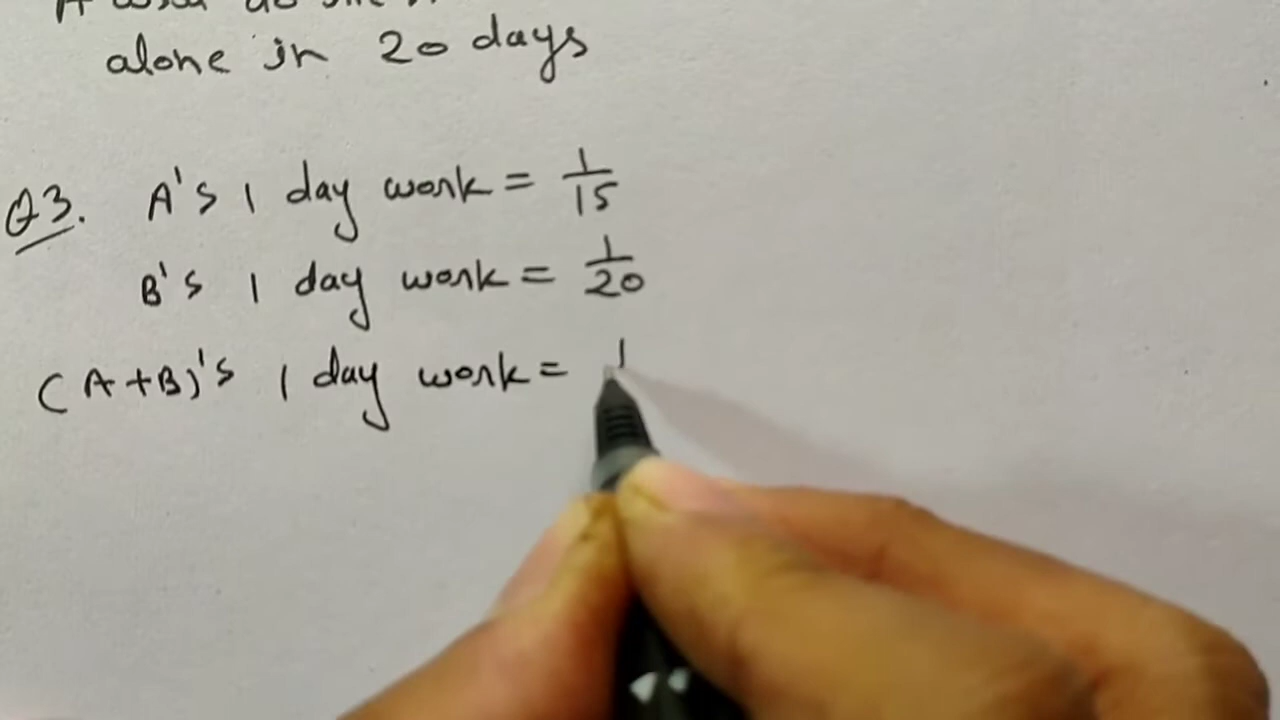 alone in 20 days
Q3. A's 1 day work = 1/15
B's 1 day work = 1/20
(A+B)'s 1 day work = 1